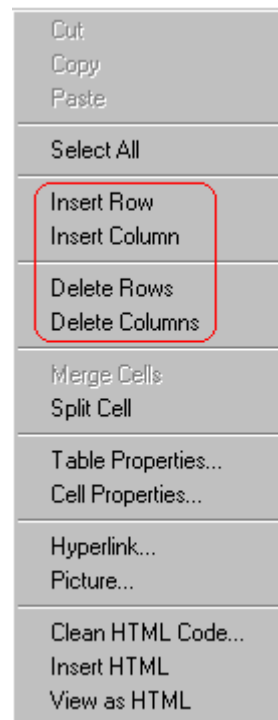 Cut
Copy
Paste
Select All
Insert Row
Insert Column
Delete Rows
Delete Columns
Merge Cells
Split Cell
Table Properties...
Cell Properties...
Hyperlink...
Picture...
Clean HTML Code...
Insert HTML
View as HTML